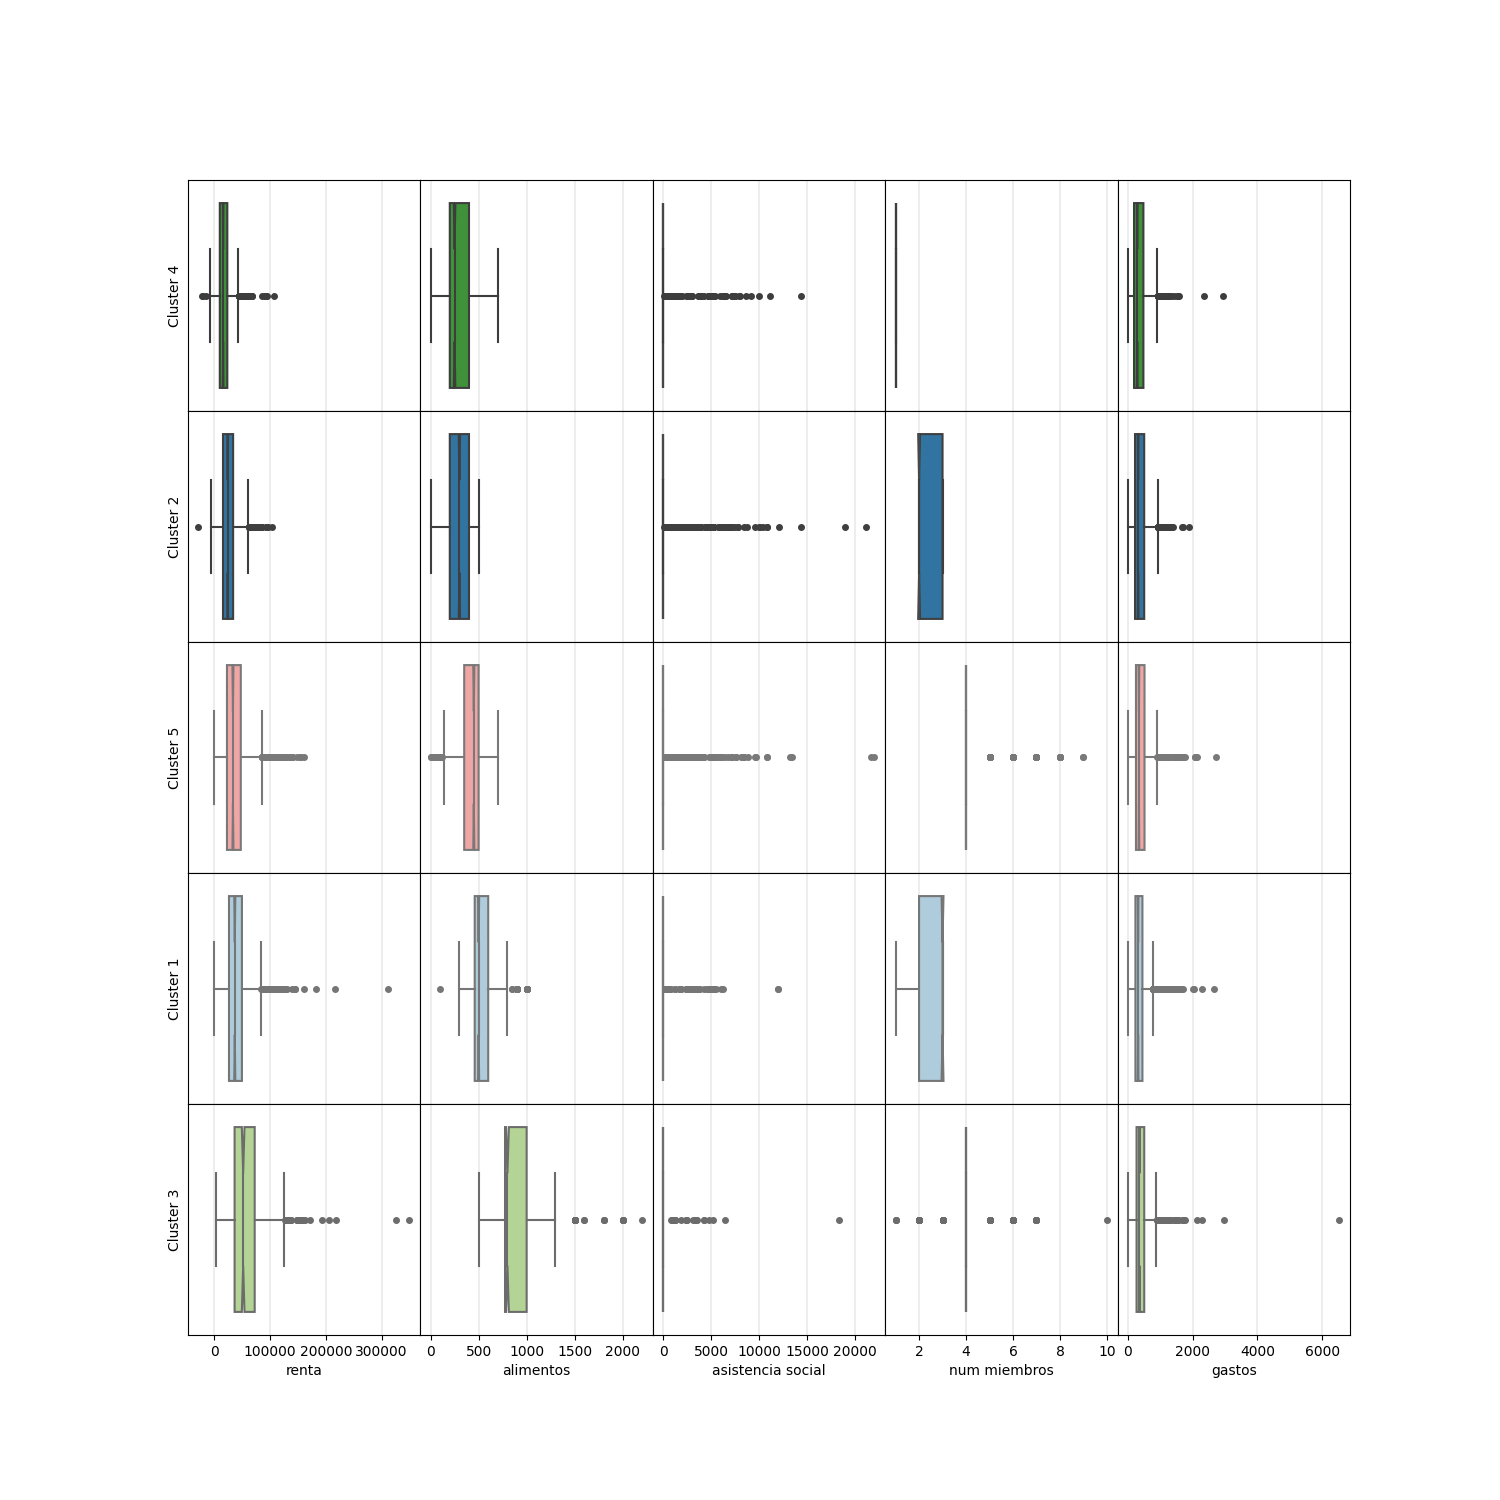 Cluster 4
Cluster 2
Cluster 5
Cluster 1
Cluster 3
0 100000 200000 300000 0 500 1000 1500 2000 0 5000 10000 15000 20000 2 4 6 8 10 0 2000 4000 6000
renta alimentos asistencia social num miembros gastos